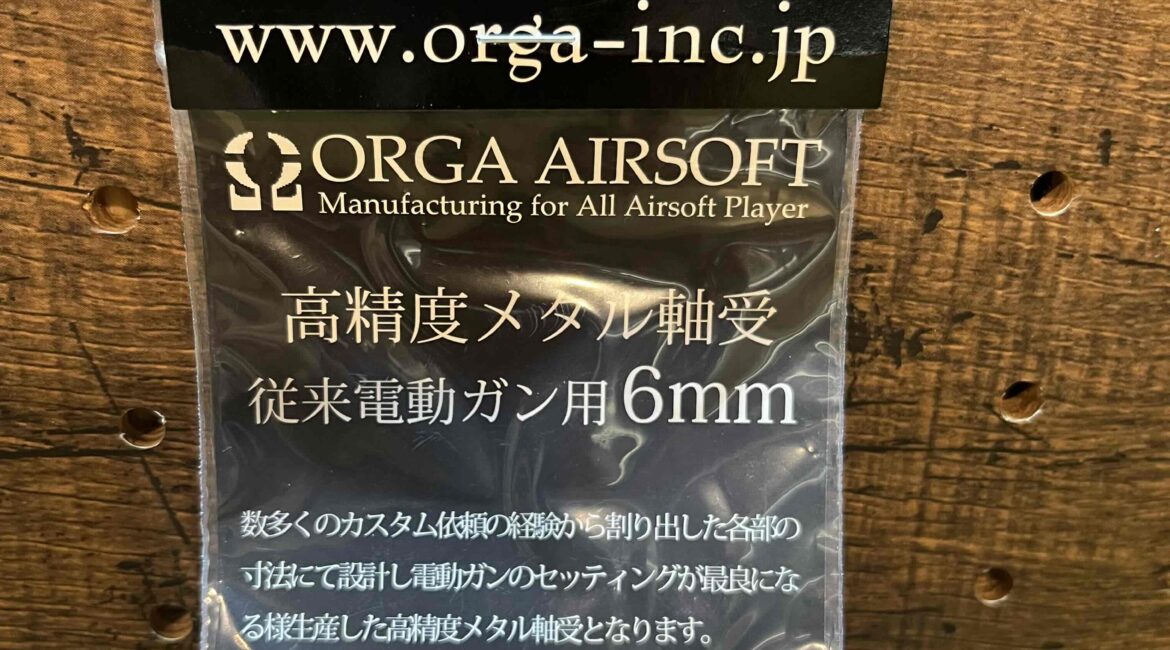 www.orga-inc.jp
ORGA AIRSOFT
Manufacturing for All Airsoft Player
高精度メタル軸受
従来電動ガン用 6mm
数多くのカスタム依頼の経験から割り出した各部の
寸法にて設計し電動ガンのセッティングが最良にな
る様生産した高精度メタル軸受となります。